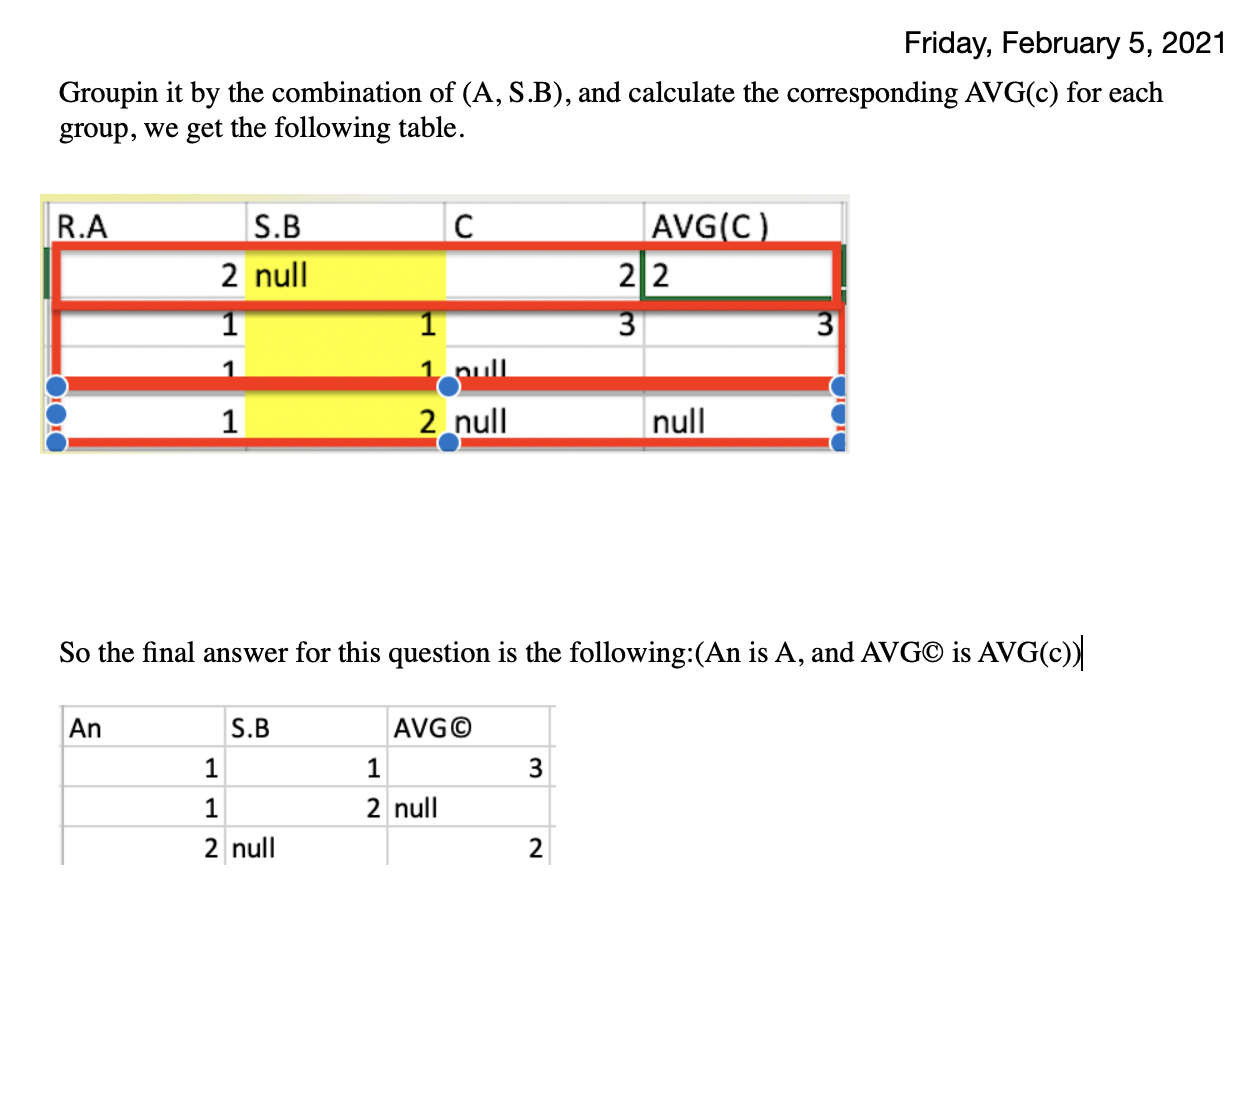 Friday, February 5, 2021
Groupin it by the combination of (A, S.B), and calculate the corresponding AVG(c) for each
group, we get the following table.
R.A S.B C AVG(C )
2 null 2 2
1 1 3 3
1 1 null
1 2 null null
So the final answer for this question is the following:(An is A, and AVG© is AVG(c))
An S.B AVG©
1 1 3
1 2 null
2 null 2